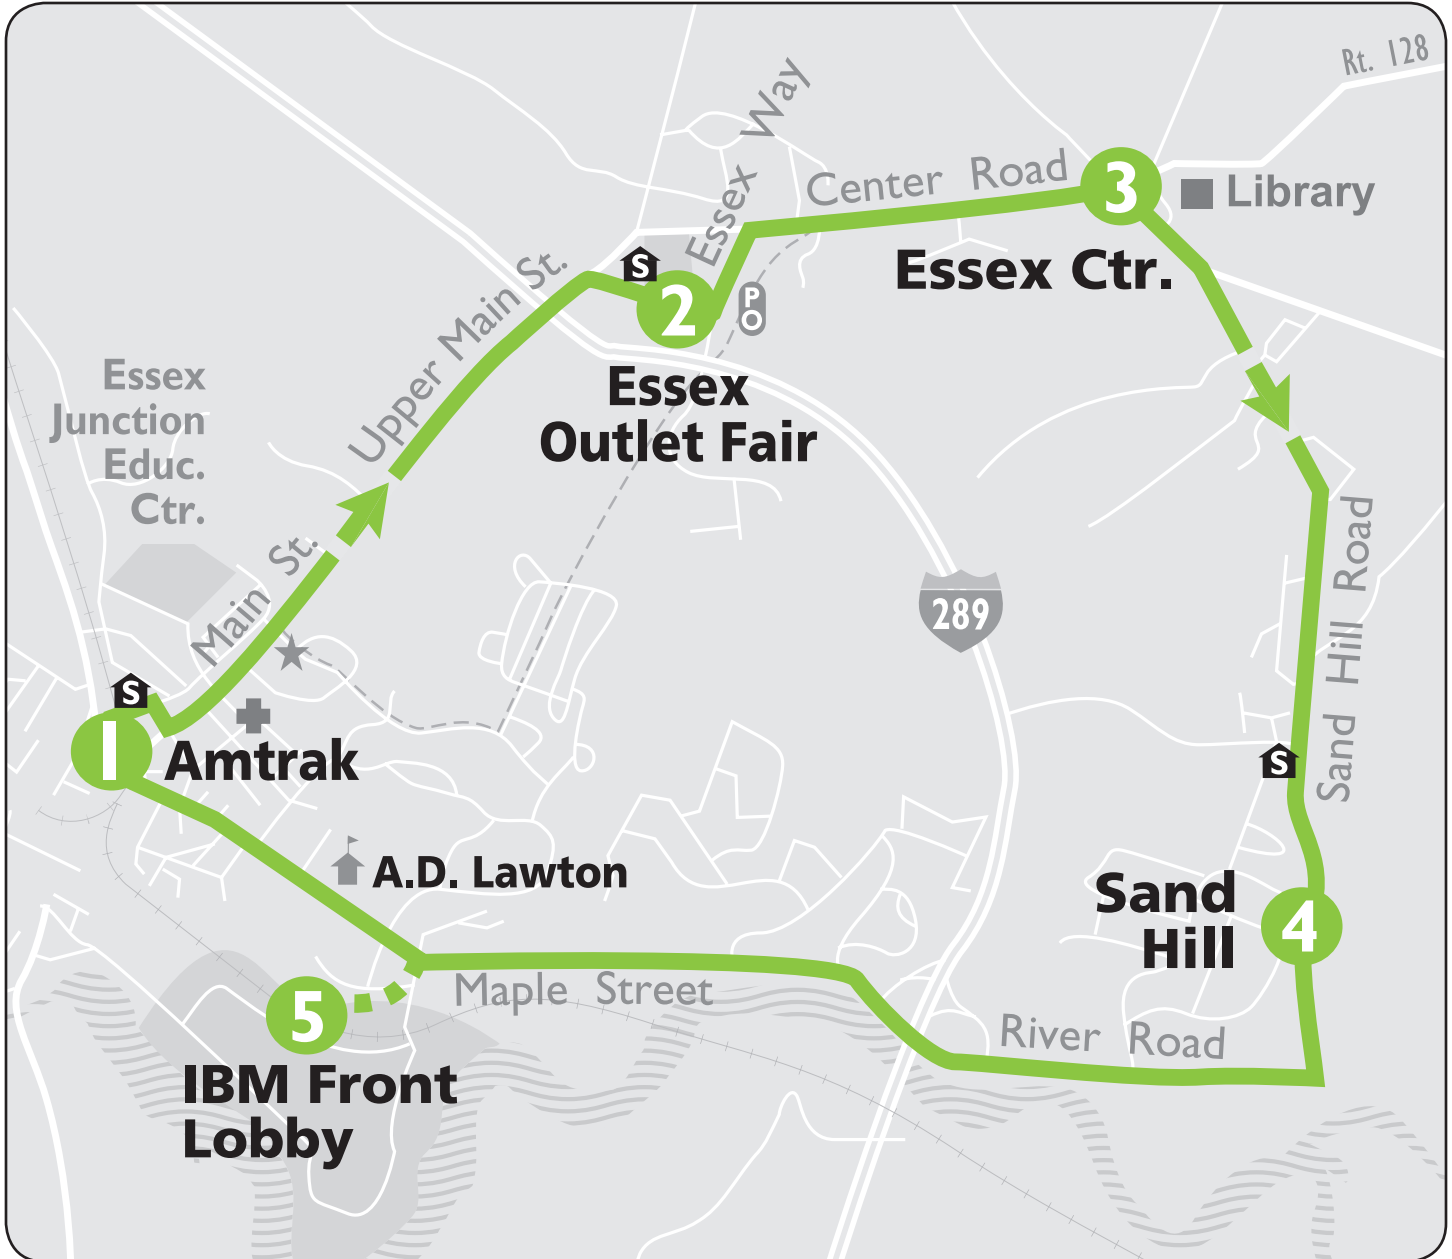 Rt. 128
Essex Way
Center Road
3
Library
S
Essex Ctr.
2
P
O
Upper Main St.
Essex
Outlet Fair
Essex
Junction
Educ.
Ctr.
Main St.
Sand Hill Road
289
S
1
Amtrak
S
A.D. Lawton
Sand
Hill
4
Maple Street
5
River Road
IBM Front
Lobby